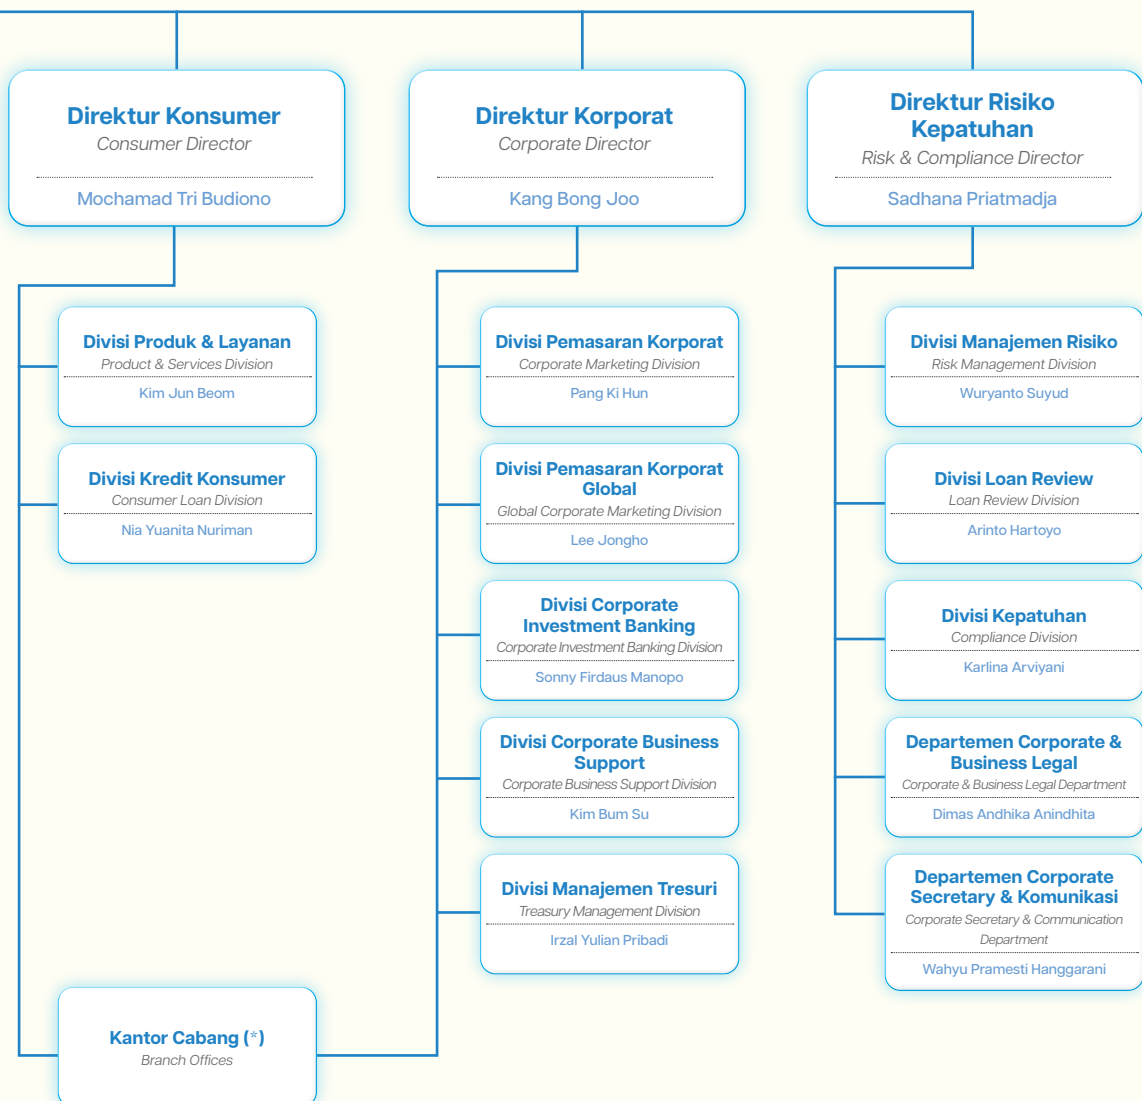 Direktur Konsumer
Consumer Director
Mochamad Tri Budiono
Direktur Korporat
Corporate Director
Kang Bong Joo
Direktur Risiko
Kepatuhan
Risk & Compliance Director
Sadhana Priatmadja
Divisi Produk & Layanan
Product & Services Division
Kim Jun Beom
Divisi Kredit Konsumer
Consumer Loan Division
Nia Yuanita Nuriman
Divisi Pemasaran Korporat
Corporate Marketing Division
Pang Ki Hun
Divisi Pemasaran Korporat
Global
Global Corporate Marketing Division
Lee Jongho
Divisi Corporate
Investment Banking
Corporate Investment Banking Division
Sonny Firdaus Manopo
Divisi Corporate Business
Support
Corporate Business Support Division
Kim Bum Su
Divisi Manajemen Tresuri
Treasury Management Division
Irzal Yulian Pribadi
Divisi Manajemen Risiko
Risk Management Division
Wuryanto Suyud
Divisi Loan Review
Loan Review Division
Arinto Hartoyo
Divisi Kepatuhan
Compliance Division
Karlina Arviyani
Departemen Corporate &
Business Legal
Corporate & Business Legal Department
Dimas Andhika Anindhita
Departemen Corporate
Secretary & Komunikasi
Corporate Secretary & Communication
Department
Wahyu Pramesti Hanggarani
Kantor Cabang (*)
Branch Offices